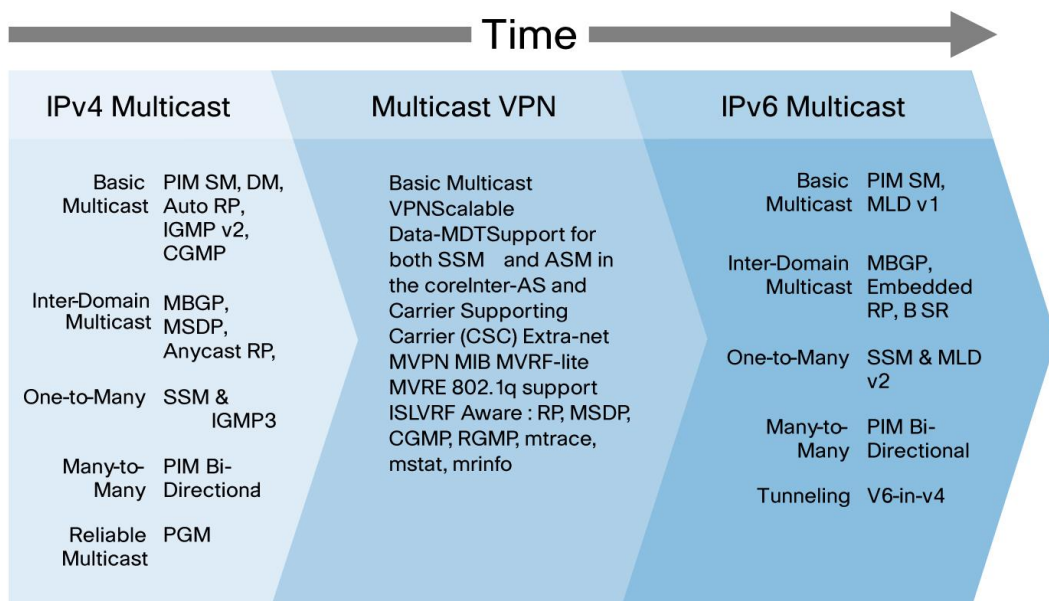 Time
IPv4 Multicast
Basic Multicast PIM SM, DM, Auto RP, IGMP v2, CGMP
Inter-Domain Multicast MBGP, MSDP, Anycast RP,
One-to-Many SSM & IGMP3
Many-to-Many PIM Bi-Directional
Reliable Multicast PGM
Multicast VPN
Basic Multicast
VPNScalable
Data-MDTSupport for
both SSM and ASM in
the coreInter-AS and
Carrier Supporting
Carrier (CSC) Extra-net
MVPN MIB MVRF-lite
MVRE 802.1q support
ISLVRF Aware : RP, MSDP,
CGMP, RGMP, mtrace,
mstat, mrinfo
IPv6 Multicast
Basic Multicast PIM SM, MLD v1
Inter-Domain Multicast MBGP, Embedded RP, B SR
One-to-Many SSM & MLD v2
Many-to-Many PIM Bi-Directional
Tunneling V6-in-v4